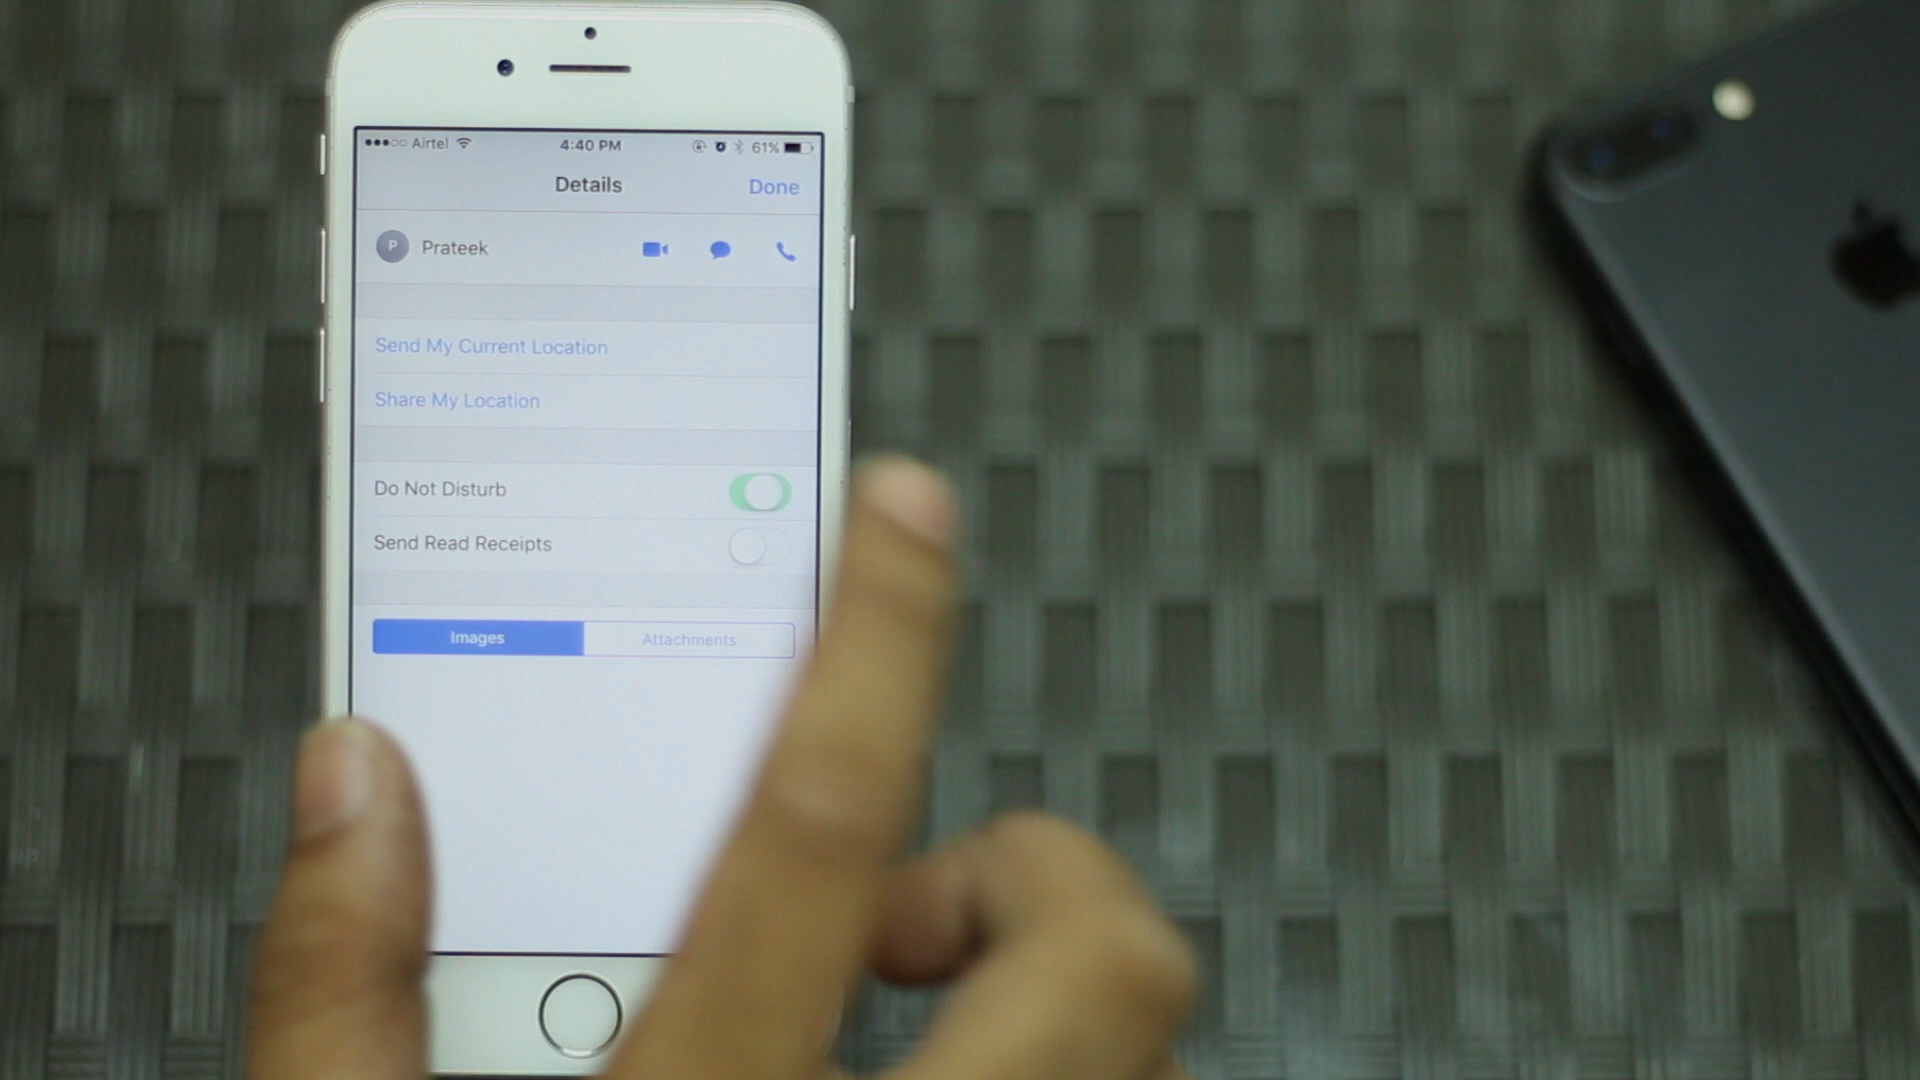 Airtel 4:40 PM 61%
Details Done
P Prateek
Send My Current Location
Share My Location
Do Not Disturb
Send Read Receipts
Images Attachments